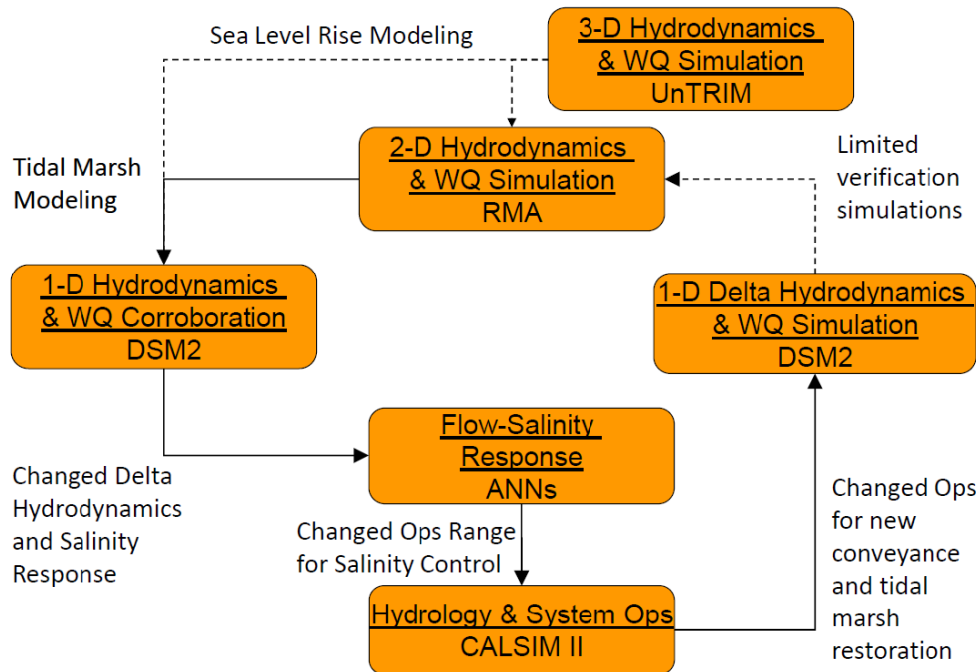 Sea Level Rise Modeling
3-D Hydrodynamics
& WQ Simulation
UnTRIM
Tidal Marsh
Modeling
2-D Hydrodynamics
& WQ Simulation
RMA
Limited
verification
simulations
1-D Hydrodynamics
& WQ Corroboration
DSM2
1-D Delta Hydrodynamics
& WQ Simulation
DSM2
Changed Delta
Hydrodynamics
and Salinity
Response
Flow-Salinity
Response
ANNs
Changed Ops Range
for Salinity Control
Hydrology & System Ops
CALSIM II
Changed Ops
for new
conveyance
and tidal
marsh
restoration